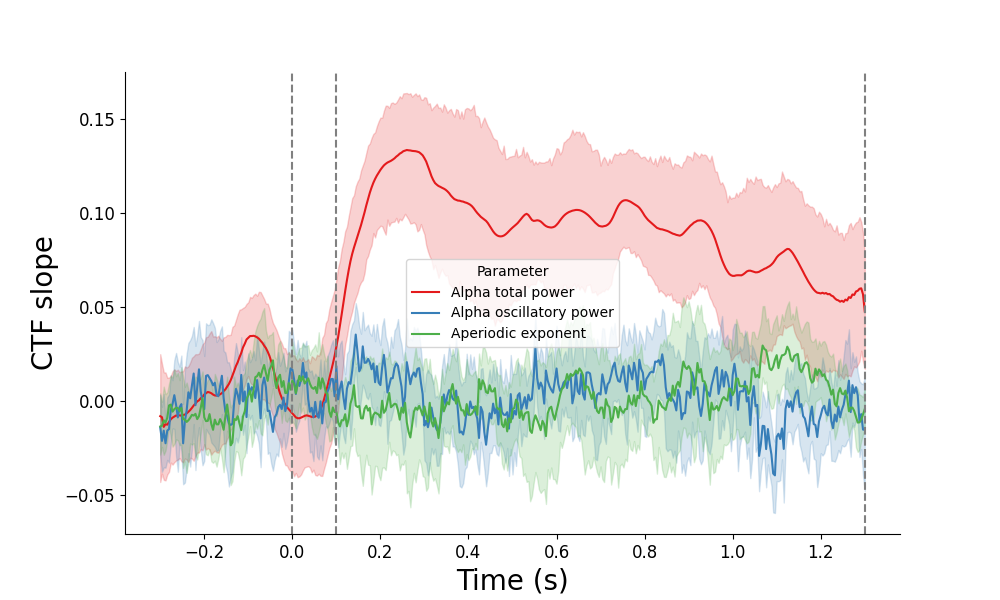 CTF slope
0.15
0.10
0.05
0.00
−0.05
Parameter
Alpha total power
Alpha oscillatory power
Aperiodic exponent
−0.2 0.0 0.2 0.4 0.6 0.8 1.0 1.2
Time (s)